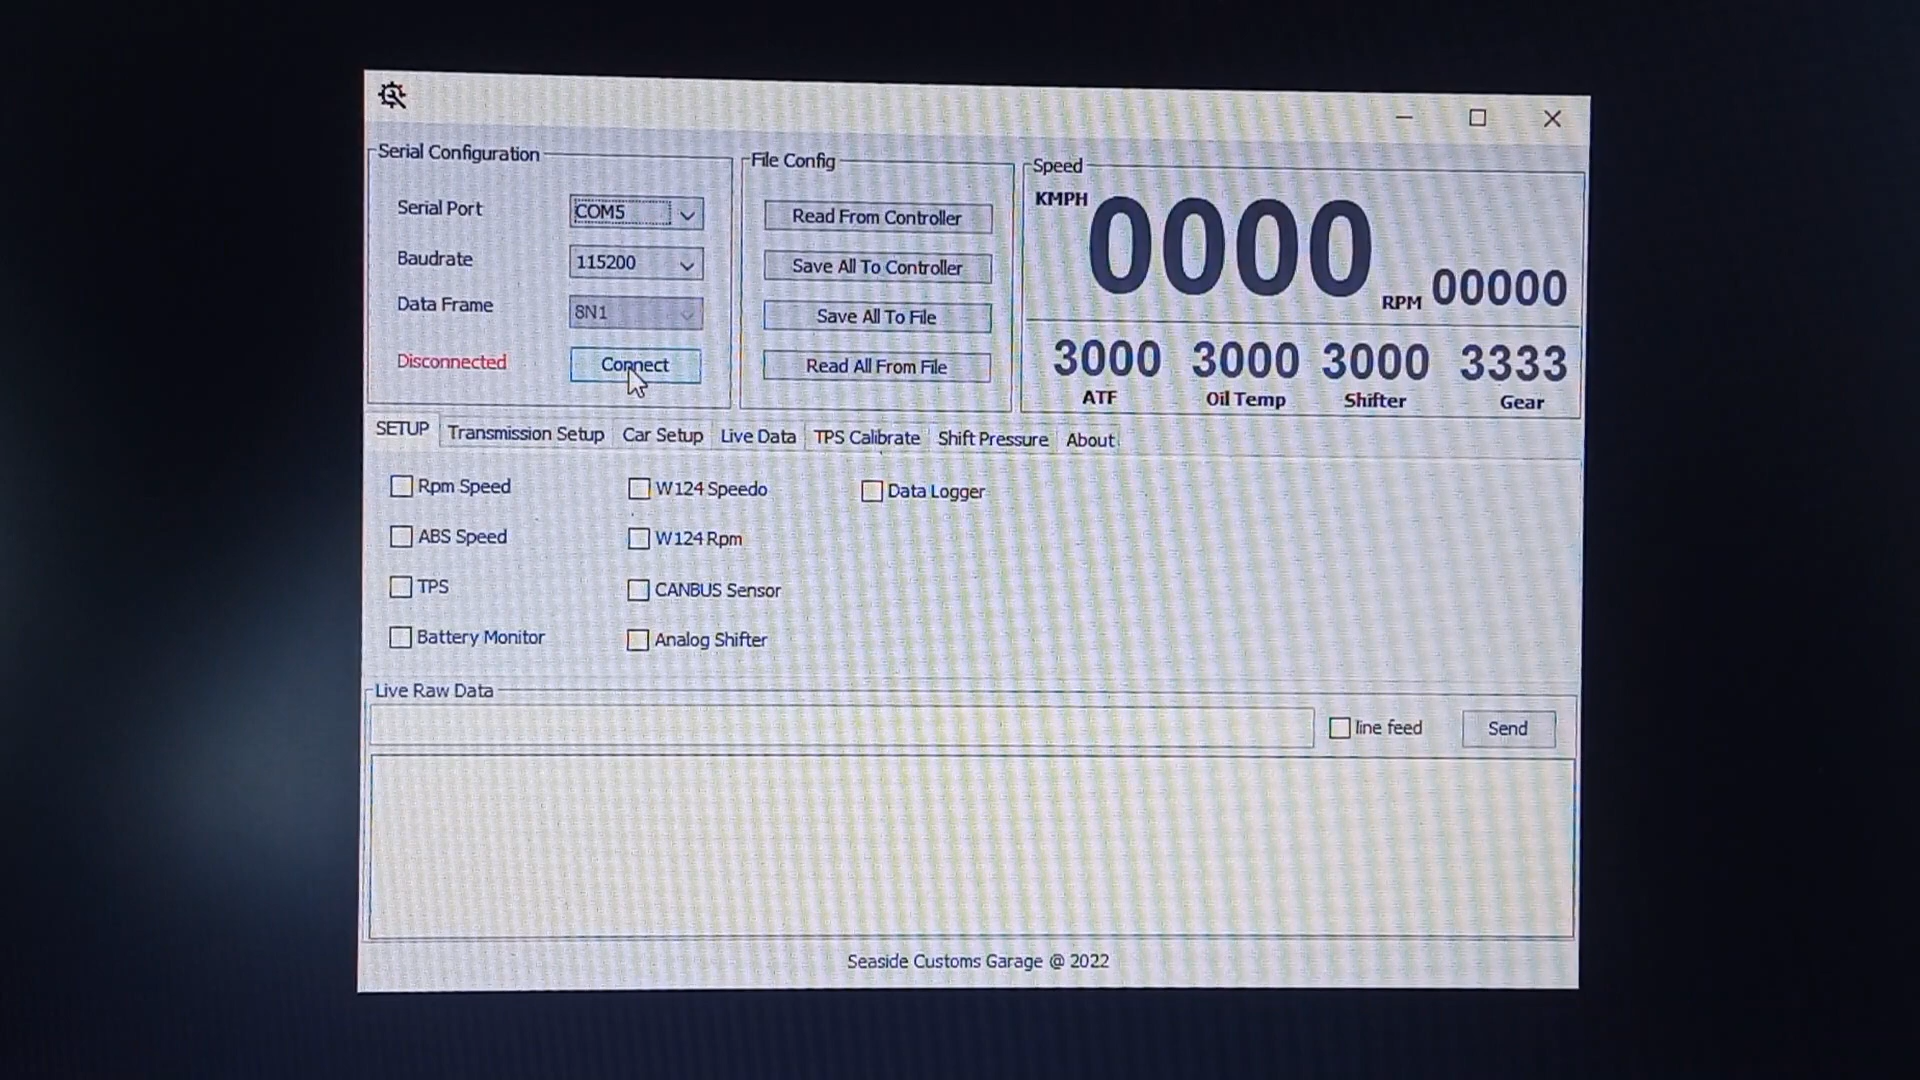 Serial Configuration
Serial Port
COM5
Baudrate
115200
Data Frame
8N1
Disconnected
Connect
File Config
Read From Controller
Save All To Controller
Save All To File
Read All From File
Speed
KMPH
0000
RPM
00000
3000
3000
3000
3333
ATF
Oil Temp
Shifter
Gear
SETUP
Transmission Setup
Car Setup
Live Data
TPS Calibrate
Shift Pressure
About
Rpm Speed
W124 Speedo
Data Logger
ABS Speed
W124 Rpm
TPS
CANBUS Sensor
Battery Monitor
Analog Shifter
Live Raw Data
line feed
Send
Seaside Customs Garage @ 2022